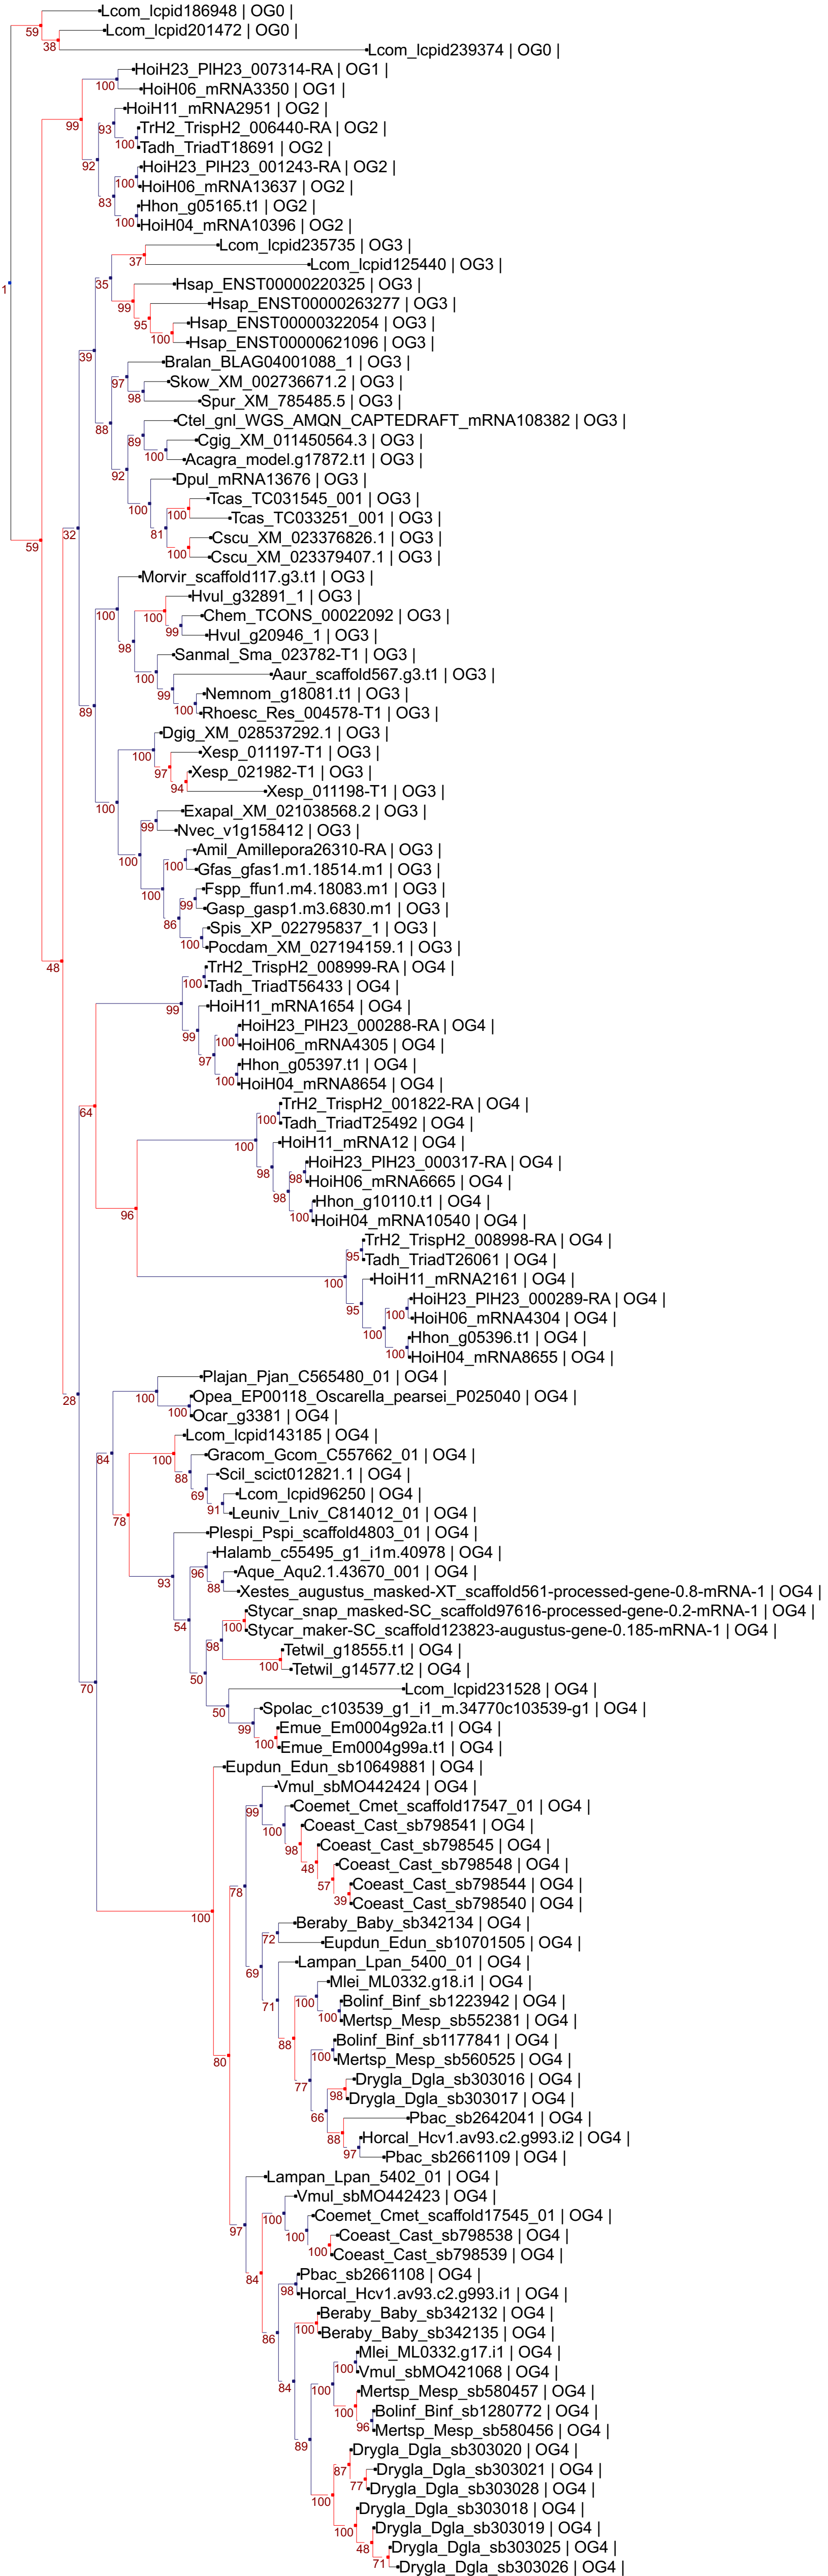 Lcom_lcpid186948 | OG0 |
59
Lcom_lcpid201472 | OG0 |
38
Lcom_lcpid239374 | OG0 |
HoiH23_PlH23_007314-RA | OG1 |
100
HoiH06_mRNA3350 | OG1 |
HoiH11_mRNA2951 | OG2 |
99
93
TrH2_TrispH2_006440-RA | OG2 |
100
Tadh_TriadT18691 | OG2 |
92
HoiH23_PlH23_001243-RA | OG2 |
100
HoiH06_mRNA13637 | OG2 |
83
Hhon_g05165.t1 | OG2 |
100
HoiH04_mRNA10396 | OG2 |
Lcom_lcpid235735 | OG3 |
37
Lcom_lcpid125440 | OG3 |
35
1
Hsap_ENST00000220325 | OG3 |
99
Hsap_ENST00000263277 | OG3 |
95
Hsap_ENST00000322054 | OG3 |
100
Hsap_ENST00000621096 | OG3 |
39
Bralan_BLAG04001088_1 | OG3 |
97
Skow_XM_002736671.2 | OG3 |
98
Spur_XM_785485.5 | OG3 |
88
Ctel_gnl_WGS_AMQN_CAPTEDRAFT_mRNA108382 | OG3 |
89
Cgig_XM_011450564.3 | OG3 |
100
Acagra_model.g17872.t1 | OG3 |
92
Dpul_mRNA13676 | OG3 |
100
Tcas_TC031545_001 | OG3 |
100
Tcas_TC033251_001 | OG3 |
81
32
Cscu_XM_023376826.1 | OG3 |
59
100
Cscu_XM_023379407.1 | OG3 |
Morvir_scaffold117.g3.t1 | OG3 |
100
Hvul_g32891_1 | OG3 |
100
Chem_TCONS_00022092 | OG3 |
99
Hvul_g20946_1 | OG3 |
98
Sanmal_Sma_023782-T1 | OG3 |
100
Aaur_scaffold567.g3.t1 | OG3 |
99
Nemnom_g18081.t1 | OG3 |
100
89
Rhoesc_Res_004578-T1 | OG3 |
Dgig_XM_028537292.1 | OG3 |
100
Xesp_011197-T1 | OG3 |
97
Xesp_021982-T1 | OG3 |
94
Xesp_011198-T1 | OG3 |
100
Exapal_XM_021038568.2 | OG3 |
99
Nvec_v1g158412 | OG3 |
Amil_Amillepora26310-RA | OG3 |
100
100
Gfas_gfas1.m1.18514.m1 | OG3 |
100
Fspp_ffun1.m4.18083.m1 | OG3 |
99
Gasp_gasp1.m3.6830.m1 | OG3 |
86
Spis_XP_022795837_1 | OG3 |
100
Pocdam_XM_027194159.1 | OG3 |
48
TrH2_TrispH2_008999-RA | OG4 |
100
Tadh_TriadT56433 | OG4 |
99
HoiH11_mRNA1654 | OG4 |
HoiH23_PlH23_000288-RA | OG4 |
99
100
HoiH06_mRNA4305 | OG4 |
97
Hhon_g05397.t1 | OG4 |
100
HoiH04_mRNA8654 | OG4 |
64
TrH2_TrispH2_001822-RA | OG4 |
100
Tadh_TriadT25492 | OG4 |
100
HoiH11_mRNA12 | OG4 |
HoiH23_PlH23_000317-RA | OG4 |
98
98
HoiH06_mRNA6665 | OG4 |
98
Hhon_g10110.t1 | OG4 |
96
100
HoiH04_mRNA10540 | OG4 |
TrH2_TrispH2_008998-RA | OG4 |
95
Tadh_TriadT26061 | OG4 |
100
HoiH11_mRNA2161 | OG4 |
HoiH23_PlH23_000289-RA | OG4 |
95
100
HoiH06_mRNA4304 | OG4 |
100
Hhon_g05396.t1 | OG4 |
100
HoiH04_mRNA8655 | OG4 |
Plajan_Pjan_C565480_01 | OG4 |
28
100
Opea_EP00118_Oscarella_pearsei_P025040 | OG4 |
100
Ocar_g3381 | OG4 |
Lcom_lcpid143185 | OG4 |
84
100
Gracom_Gcom_C557662_01 | OG4 |
88
Scil_scict012821.1 | OG4 |
69
Lcom_lcpid96250 | OG4 |
91
Leuniv_Lniv_C814012_01 | OG4 |
78
Plespi_Pspi_scaffold4803_01 | OG4 |
Halamb_c55495_g1_i1m.40978 | OG4 |
96
Aque_Aqu2.1.43670_001 | OG4 |
93
88
Xestes_augustus_masked-XT_scaffold561-processed-gene-0.8-mRNA-1 | OG4 |
Stycar_snap_masked-SC_scaffold97616-processed-gene-0.2-mRNA-1 | OG4 |
54
100
Stycar_maker-SC_scaffold123823-augustus-gene-0.185-mRNA-1 | OG4 |
98
Tetwil_g18555.t1 | OG4 |
100
Tetwil_g14577.t2 | OG4 |
50
70
Lcom_lcpid231528 | OG4 |
50
Spolac_c103539_g1_i1_m.34770c103539-g1 | OG4 |
99
Emue_Em0004g92a.t1 | OG4 |
100
Emue_Em0004g99a.t1 | OG4 |
Eupdun_Edun_sb10649881 | OG4 |
Vmul_sbMO442424 | OG4 |
99
Coemet_Cmet_scaffold17547_01 | OG4 |
100
Coeast_Cast_sb798541 | OG4 |
98
Coeast_Cast_sb798545 | OG4 |
48
Coeast_Cast_sb798548 | OG4 |
57
Coeast_Cast_sb798544 | OG4 |
78
39
Coeast_Cast_sb798540 | OG4 |
100
Beraby_Baby_sb342134 | OG4 |
72
Eupdun_Edun_sb10701505 | OG4 |
69
Lampan_Lpan_5400_01 | OG4 |
Mlei_ML0332.g18.i1 | OG4 |
71
100
Bolinf_Binf_sb1223942 | OG4 |
100
Mertsp_Mesp_sb552381 | OG4 |
88
Bolinf_Binf_sb1177841 | OG4 |
80
100
Mertsp_Mesp_sb560525 | OG4 |
77
Drygla_Dgla_sb303016 | OG4 |
98
Drygla_Dgla_sb303017 | OG4 |
66
Pbac_sb2642041 | OG4 |
88
Horcal_Hcv1.av93.c2.g993.i2 | OG4 |
97
Pbac_sb2661109 | OG4 |
Lampan_Lpan_5402_01 | OG4 |
Vmul_sbMO442423 | OG4 |
97
100
Coemet_Cmet_scaffold17545_01 | OG4 |
100
Coeast_Cast_sb798538 | OG4 |
100
Coeast_Cast_sb798539 | OG4 |
84
Pbac_sb2661108 | OG4 |
98
Horcal_Hcv1.av93.c2.g993.i1 | OG4 |
Beraby_Baby_sb342132 | OG4 |
86
100
Beraby_Baby_sb342135 | OG4 |
Mlei_ML0332.g17.i1 | OG4 |
84
100
Vmul_sbMO421068 | OG4 |
100
Mertsp_Mesp_sb580457 | OG4 |
100
Bolinf_Binf_sb1280772 | OG4 |
96
Mertsp_Mesp_sb580456 | OG4 |
89
Drygla_Dgla_sb303020 | OG4 |
87
Drygla_Dgla_sb303021 | OG4 |
77
Drygla_Dgla_sb303028 | OG4 |
100
Drygla_Dgla_sb303018 | OG4 |
100
Drygla_Dgla_sb303019 | OG4 |
48
Drygla_Dgla_sb303025 | OG4 |
71
Drygla_Dgla_sb303026 | OG4 |